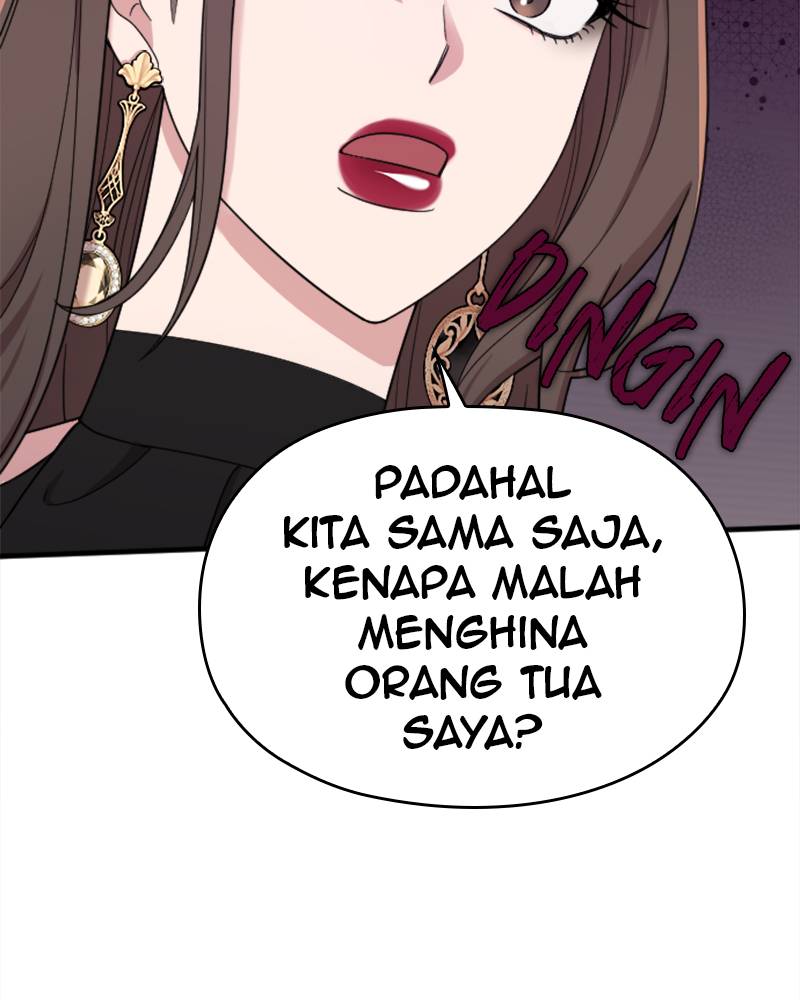 DINGIN
PADAHAL
KITA SAMA SAJA,
KENAPA MALAH
MENGHINA
ORANG TUA
SAYA?